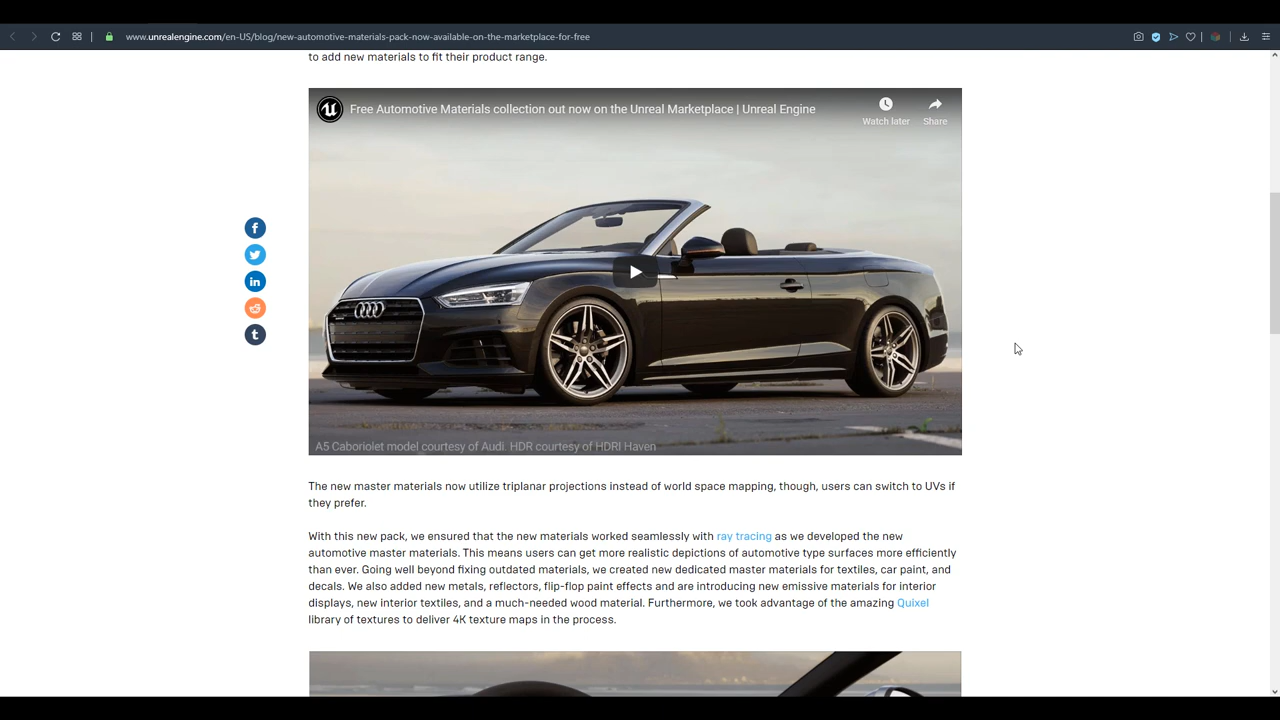 www.unrealengine.com/en-US/blog/new-automotive-materials-pack-now-available-on-the-marketplace-for-free
to add new materials to fit their product range.
Free Automotive Materials collection out now on the Unreal Marketplace | Unreal Engine
Watch later
Share
A5 Caboriolet model courtesy of Audi. HDR courtesy of HDRI Haven
The new master materials now utilize triplanar projections instead of world space mapping, though, users can switch to UVs if
they prefer.
With this new pack, we ensured that the new materials worked seamlessly with ray tracing as we developed the new
automotive master materials. This means users can get more realistic depictions of automotive type surfaces more efficiently
than ever. Going well beyond fixing outdated materials, we created new dedicated master materials for textiles, car paint, and
decals. We also added new metals, reflectors, flip-flop paint effects and are introducing new emissive materials for interior
displays, new interior textiles, and a much-needed wood material. Furthermore, we took advantage of the amazing Quixel
library of textures to deliver 4K texture maps in the process.